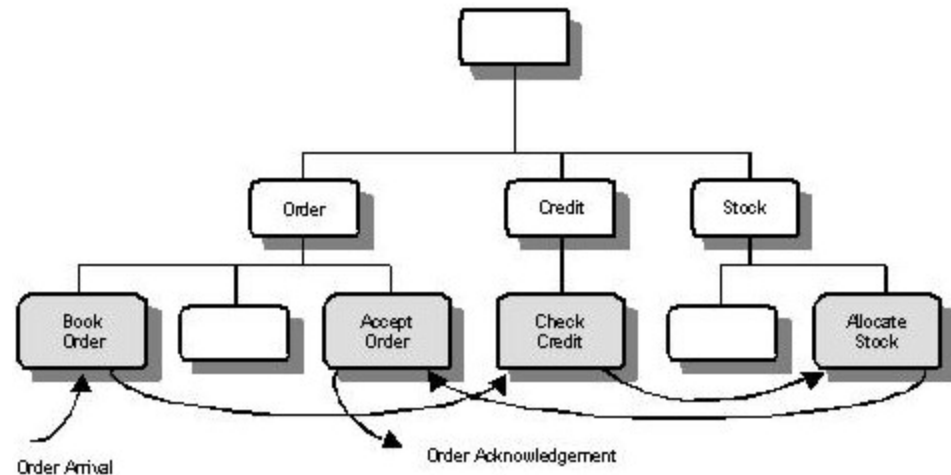 Order
Credit
Stock
Book
Order
Accept
Order
Check
Credit
Allocate
Stock
Order Arrival
Order Acknowledgement